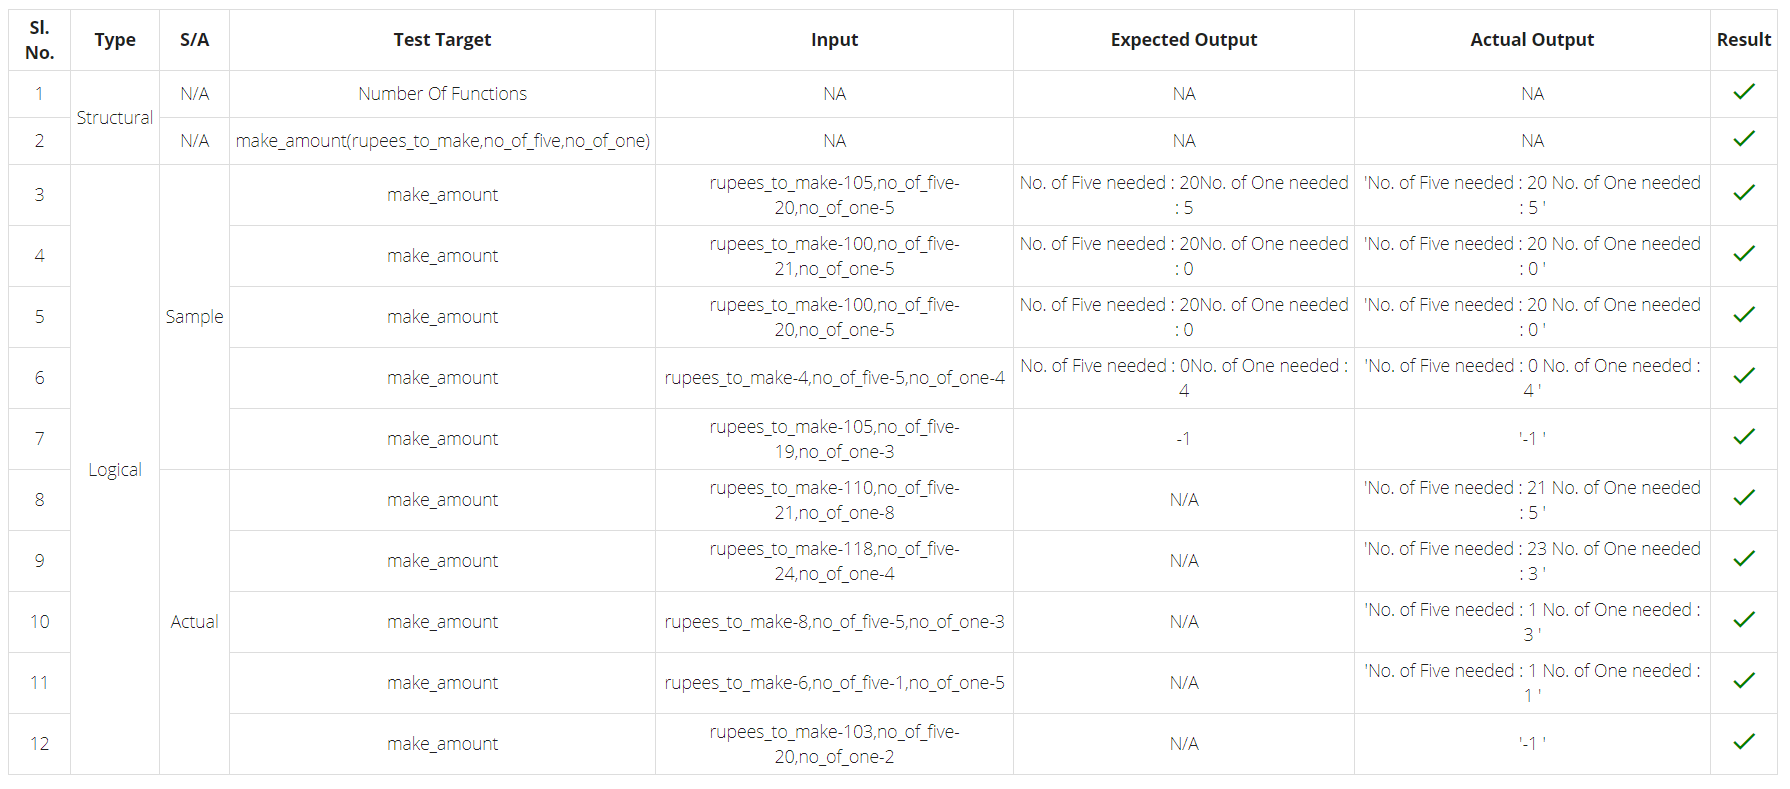 Sl. No. Type S/A Test Target Input Expected Output Actual Output Result
1 Structural N/A Number Of Functions NA NA NA
2 N/A make_amount(rupees_to_make,no_of_five,no_of_one) NA NA NA
3 Logical Sample make_amount rupees_to_make-105,no_of_five-20,no_of_one-5 No. of Five needed : 20No. of One needed : 5 'No. of Five needed : 20 No. of One needed : 5 '
4 make_amount rupees_to_make-100,no_of_five-21,no_of_one-5 No. of Five needed : 20No. of One needed : 0 'No. of Five needed : 20 No. of One needed : 0 '
5 make_amount rupees_to_make-100,no_of_five-20,no_of_one-5 No. of Five needed : 20No. of One needed : 0 'No. of Five needed : 20 No. of One needed : 0 '
6 make_amount rupees_to_make-4,no_of_five-5,no_of_one-4 No. of Five needed : 0No. of One needed : 4 'No. of Five needed : 0 No. of One needed : 4 '
7 make_amount rupees_to_make-105,no_of_five-19,no_of_one-3 -1 '-1 '
8 Actual make_amount rupees_to_make-110,no_of_five-21,no_of_one-8 N/A 'No. of Five needed : 21 No. of One needed : 5 '
9 make_amount rupees_to_make-118,no_of_five-24,no_of_one-4 N/A 'No. of Five needed : 23 No. of One needed : 3 '
10 make_amount rupees_to_make-8,no_of_five-5,no_of_one-3 N/A 'No. of Five needed : 1 No. of One needed : 3 '
11 make_amount rupees_to_make-6,no_of_five-1,no_of_one-5 N/A 'No. of Five needed : 1 No. of One needed : 1 '
12 make_amount rupees_to_make-103,no_of_five-20,no_of_one-2 N/A '-1 '